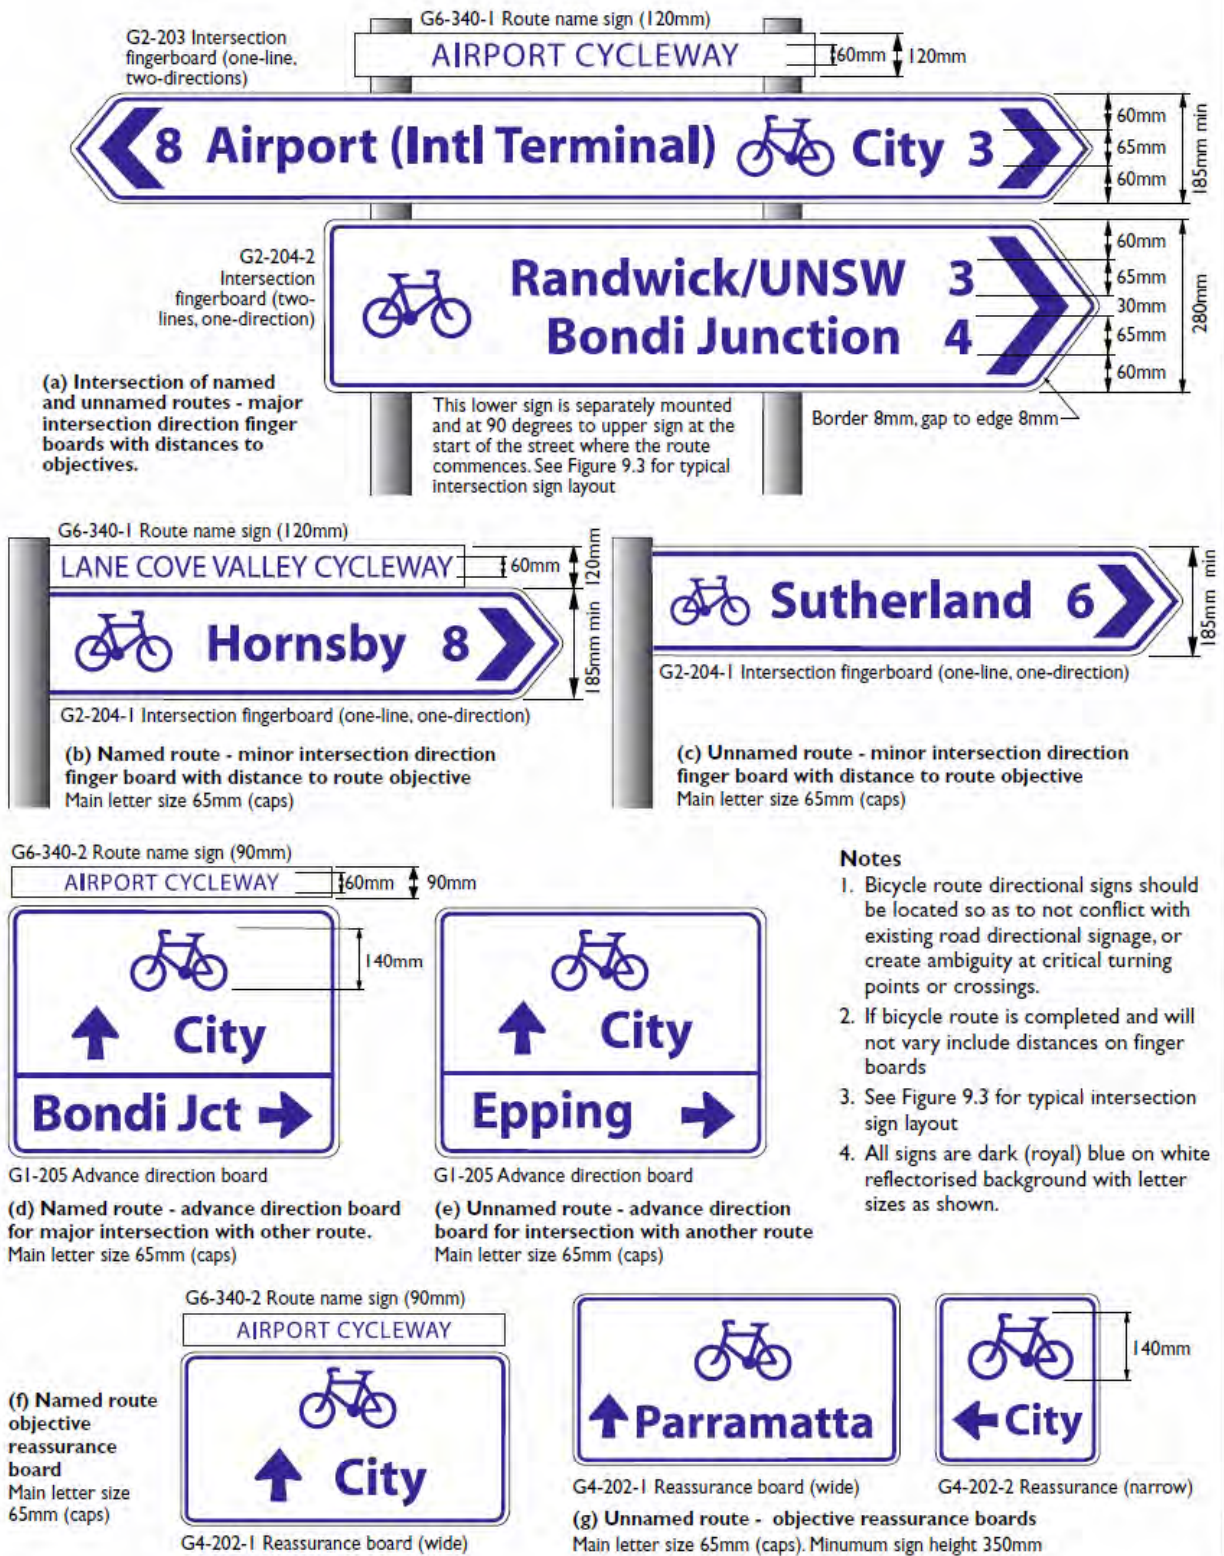 G6-340-1 Route name sign (120mm)
G2-203 Intersection
fingerboard (one-line,
two-directions)
AIRPORT CYCLEWAY
60mm
120mm
8 Airport (Intl Terminal) City 3
60mm
65mm
60mm
185mm min
G2-204-2
Intersection
fingerboard (two-
lines, one-direction)
Randwick/UNSW 3
Bondi Junction 4
60mm
65mm
30mm
65mm
60mm
280mm
(a) Intersection of named
and unnamed routes - major
intersection direction finger
boards with distances to
objectives.
This lower sign is separately mounted
and at 90 degrees to upper sign at the
start of the street where the route
commences. See Figure 9.3 for typical
intersection sign layout
Border 8mm, gap to edge 8mm
G6-340-1 Route name sign (120mm)
LANE COVE VALLEY CYCLEWAY
60mm
120mm
Hornsby 8
185mm min
G2-204-1 Intersection fingerboard (one-line, one-direction)
(b) Named route - minor intersection direction
finger board with distance to route objective
Main letter size 65mm (caps)
Sutherland 6
185mm min
G2-204-1 Intersection fingerboard (one-line, one-direction)
(c) Unnamed route - minor intersection direction
finger board with distance to route objective
Main letter size 65mm (caps)
G6-340-2 Route name sign (90mm)
AIRPORT CYCLEWAY
60mm
90mm
140mm
City
Bondi Jct
G1-205 Advance direction board
(d) Named route - advance direction board
for major intersection with other route.
Main letter size 65mm (caps)
City
Epping
G1-205 Advance direction board
(e) Unnamed route - advance direction
board for intersection with another route
Main letter size 65mm (caps)
Notes
1. Bicycle route directional signs should
be located so as to not conflict with
existing road directional signage, or
create ambiguity at critical turning
points or crossings.
2. If bicycle route is completed and will
not vary include distances on finger
boards
3. See Figure 9.3 for typical intersection
sign layout
4. All signs are dark (royal) blue on white
reflectorised background with letter
sizes as shown.
G6-340-2 Route name sign (90mm)
AIRPORT CYCLEWAY
City
(f) Named route
objective
reassurance
board
Main letter size
65mm (caps)
G4-202-1 Reassurance board (wide)
Parramatta
G4-202-1 Reassurance board (wide)
City
140mm
G4-202-2 Reassurance (narrow)
(g) Unnamed route - objective reassurance boards
Main letter size 65mm (caps). Minumum sign height 350mm